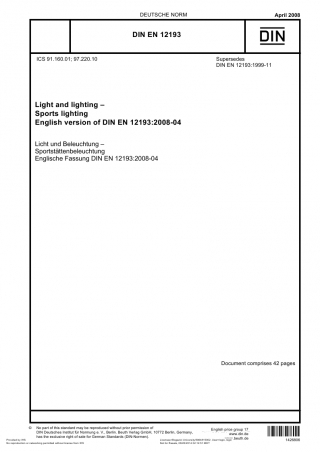 DEUTSCHE NORM
April 2008
DIN EN 12193
DIN
ICS 91.160.01; 97.220.10
Supersedes
DIN EN 12193:1999-11
Light and lighting –
Sports lighting
English version of DIN EN 12193:2008-04
Licht und Beleuchtung –
Sportstättenbeleuchtung
Englische Fassung DIN EN 12193:2008-04
Document comprises 42 pages
© No part of this standard may be reproduced without prior permission of
DIN Deutsches Institut für Normung e. V., Berlin. Beuth Verlag GmbH, 10772 Berlin, Germany,
has the exclusive right of sale for German Standards (DIN-Normen).
English price group 17
www.din.de
www.beuth.de